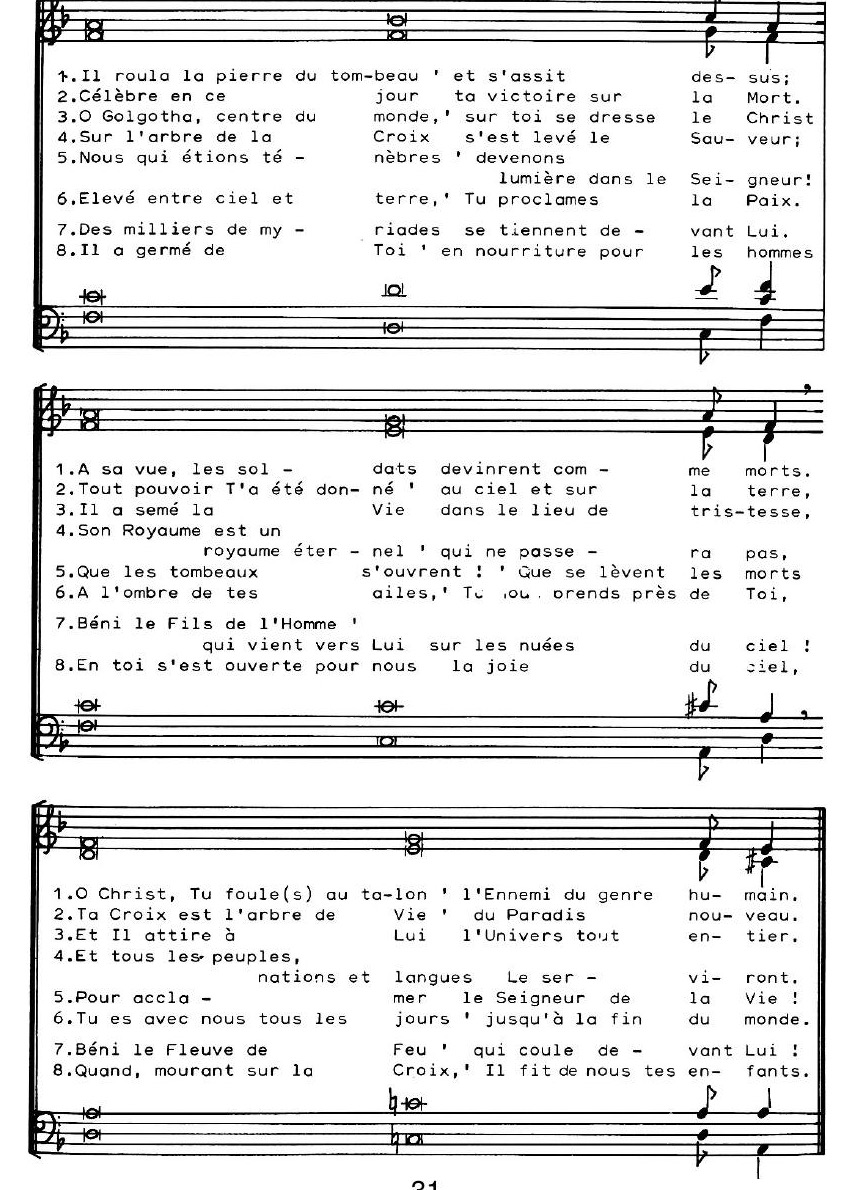 1.Il roula la pierre du tom-beau ' et s'assit des- sus;
2.Célèbre en ce jour ta victoire sur la Mort.
3.O Golgotha, centre du monde,' sur toi se dresse le Christ
4.Sur l'arbre de la Croix s'est levé le Sau- veur;
5.Nous qui étions té - nèbres ' devenons
lumière dans le Sei- gneur!
6.Elevé entre ciel et terre,' Tu proclames la Paix.
7.Des milliers de my - riades se tiennent de - vant Lui.
8.Il a germé de Toi ' en nourriture pour les hommes
1.A sa vue, les sol - dats devinrent com - me morts.
2.Tout pouvoir T'a été don- né ' au ciel et sur la terre,
3.Il a semé la Vie dans le lieu de tris-tesse,
4.Son Royaume est un
royaume éter - nel ' qui ne passe - ra pas,
5.Que les tombeaux s'ouvrent ! ' Que se lèvent les morts
6.A l'ombre de tes ailes,' prends près de Toi,
7.Béni le Fils de l'Homme '
qui vient vers Lui sur les nuées du ciel !
8.En toi s'est ouverte pour nous la joie du ciel,
1.O Christ, Tu foule(s) au ta-lon ' l'Ennemi du genre hu- main.
2.Ta Croix est l'arbre de Vie ' du Paradis nou- veau.
3.Et Il attire à Lui l'Univers tout en- tier.
4.Et tous les peuples,
nations et langues Le ser - vi- ront.
5.Pour accla - mer le Seigneur de la Vie !
6.Tu es avec nous tous les jours ' jusqu'à la fin du monde.
7.Béni le Fleuve de Feu ' qui coule de - vant Lui !
8.Quand, mourant sur la Croix,' Il fit de nous tes en- fants.